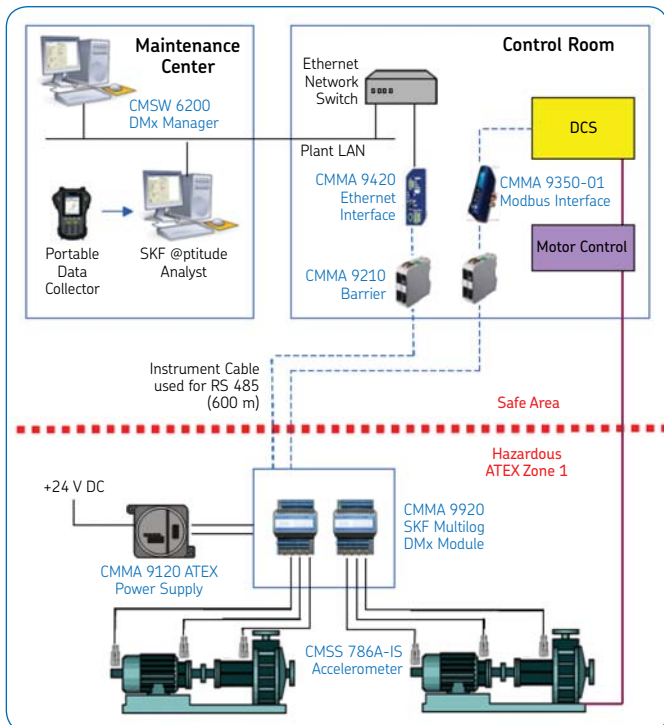 Maintenance
Center
Control Room
Ethernet
Network
Switch
CMSW 6200
DMx Manager
DCS
Plant LAN
CMMA 9420
Ethernet
Interface
CMMA 9350-01
Modbus Interface
Portable
Data
Collector
SKF @ptitude
Analyst
Motor Control
CMMA 9210
Barrier
Instrument Cable
used for RS 485
(600 m)
Safe Area
Hazardous
ATEX Zone 1
+24 V DC
CMMA 9920
SKF Multilog
DMx Module
CMMA 9120 ATEX
Power Supply
CMSS 786A-IS
Accelerometer